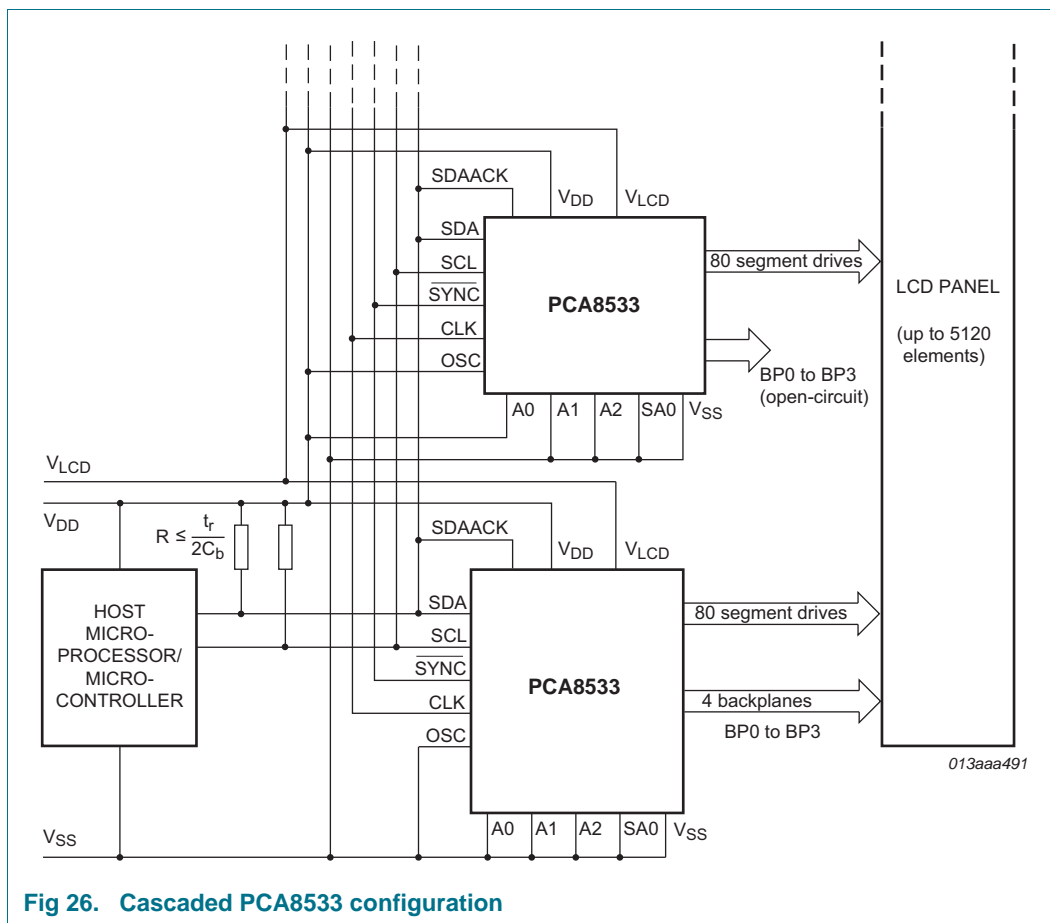 SDAACK
VDD
VLCD
SDA
SCL
SYNC
CLK
OSC
PCA8533
80 segment drives
BP0 to BP3
(open-circuit)
LCD PANEL
(up to 5120
elements)
A0
A1
A2
SA0
VSS
VLCD
VDD
R ≤ tr
2Cb
HOST
MICRO-
PROCESSOR/
MICRO-
CONTROLLER
VSS
SDAACK
VDD
VLCD
SDA
SCL
SYNC
CLK
OSC
PCA8533
80 segment drives
4 backplanes
BP0 to BP3
A0
A1
A2
SA0
VSS
013aaa491
Fig 26. Cascaded PCA8533 configuration